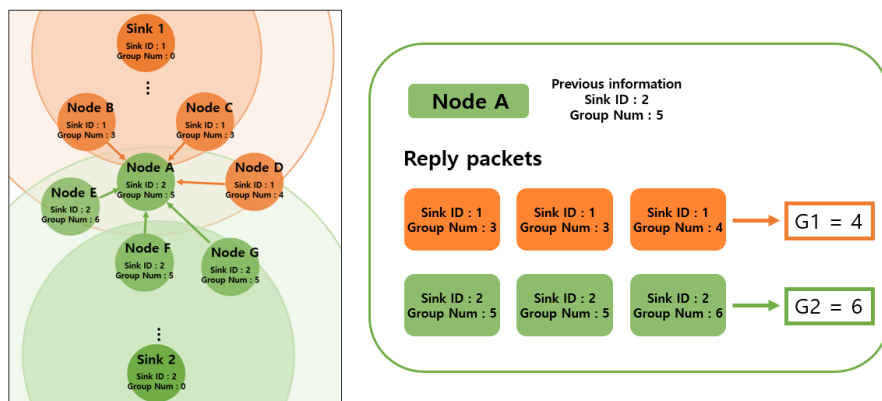 Sink 1
Sink ID : 1
Group Num : 0
⋮
Node B
Sink ID : 1
Group Num : 3
Node C
Sink ID : 1
Group Num : 3
Node A
Sink ID : 2
Group Num : 5
Node D
Sink ID : 1
Group Num : 4
Node E
Sink ID : 2
Group Num : 6
Node F
Sink ID : 2
Group Num : 5
Node G
Sink ID : 2
Group Num : 5
⋮
Sink 2
Sink ID : 2
Group Num : 0
Node A
Previous information
Sink ID : 2
Group Num : 5
Reply packets
Sink ID : 1
Group Num : 3
Sink ID : 1
Group Num : 3
Sink ID : 1
Group Num : 4
G1 = 4
Sink ID : 2
Group Num : 5
Sink ID : 2
Group Num : 5
Sink ID : 2
Group Num : 6
G2 = 6